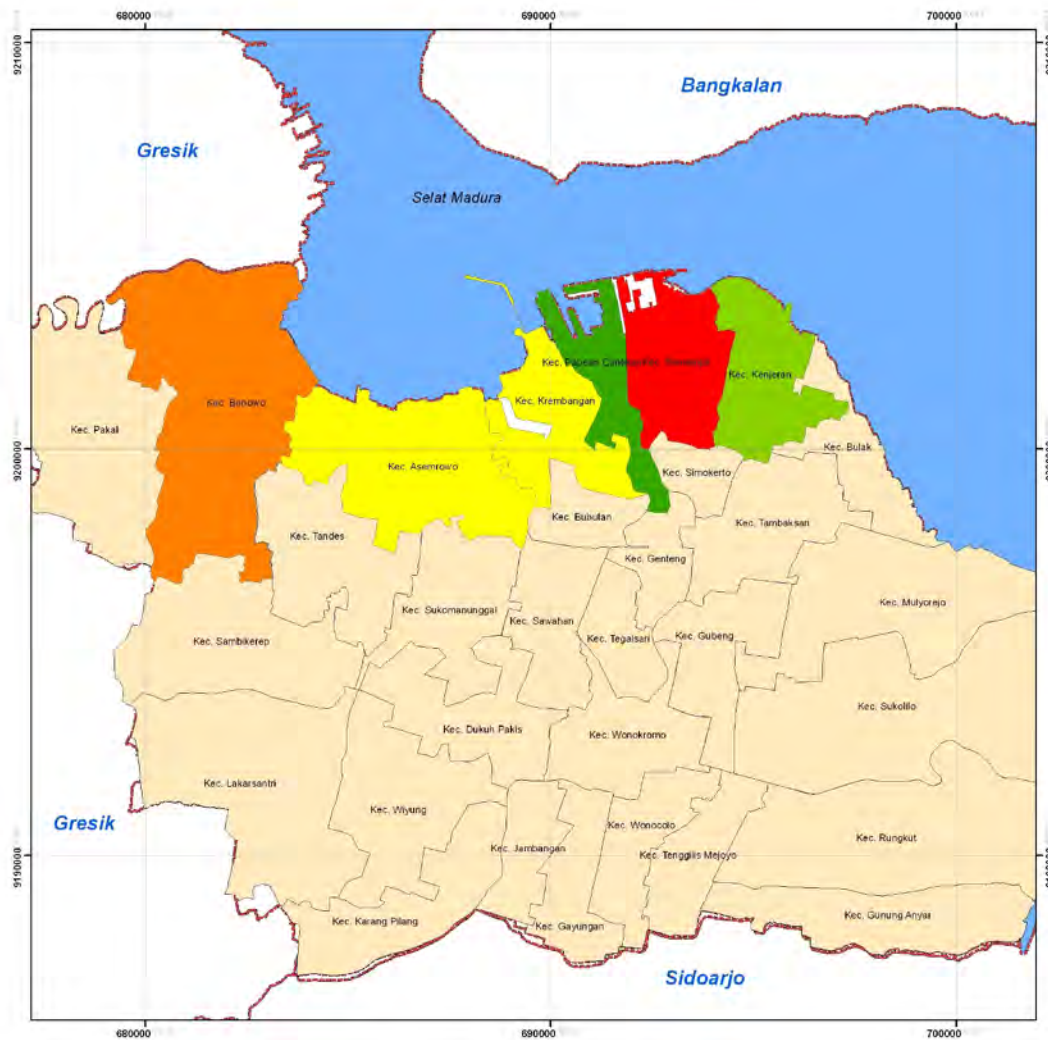 680000
690000
700000
9210000
Bangkalan
Gresik
Selat Madura
Kec. Pabean Cantean
Kec. Kenjeran
Kec. Benowo
Kec. Krembangan
Kec. Pakal
Kec. Bulak
Kec. Asemrowo
Kec. Simokerto
9200000
Kec. Bubutan
Kec. Tambaksari
Kec. Tandes
Kec. Genteng
Kec. Mulyorejo
Kec. Sukomanunggal
Kec. Sawahan
Kec. Tegalsari
Kec. Gubeng
Kec. Sambikerep
Kec. Sukolilo
Kec. Dukuh Pakis
Kec. Wonokromo
Kec. Lakarsantri
Kec. Wiyung
Gresik
Kec. Wonocolo
Kec. Rungkut
Kec. Jambangan
Kec. Tenggilis Mejoyo
9190000
Kec. Karang Pilang
Kec. Gayungan
Kec. Gunung Anyar
Sidoarjo
680000
690000
700000